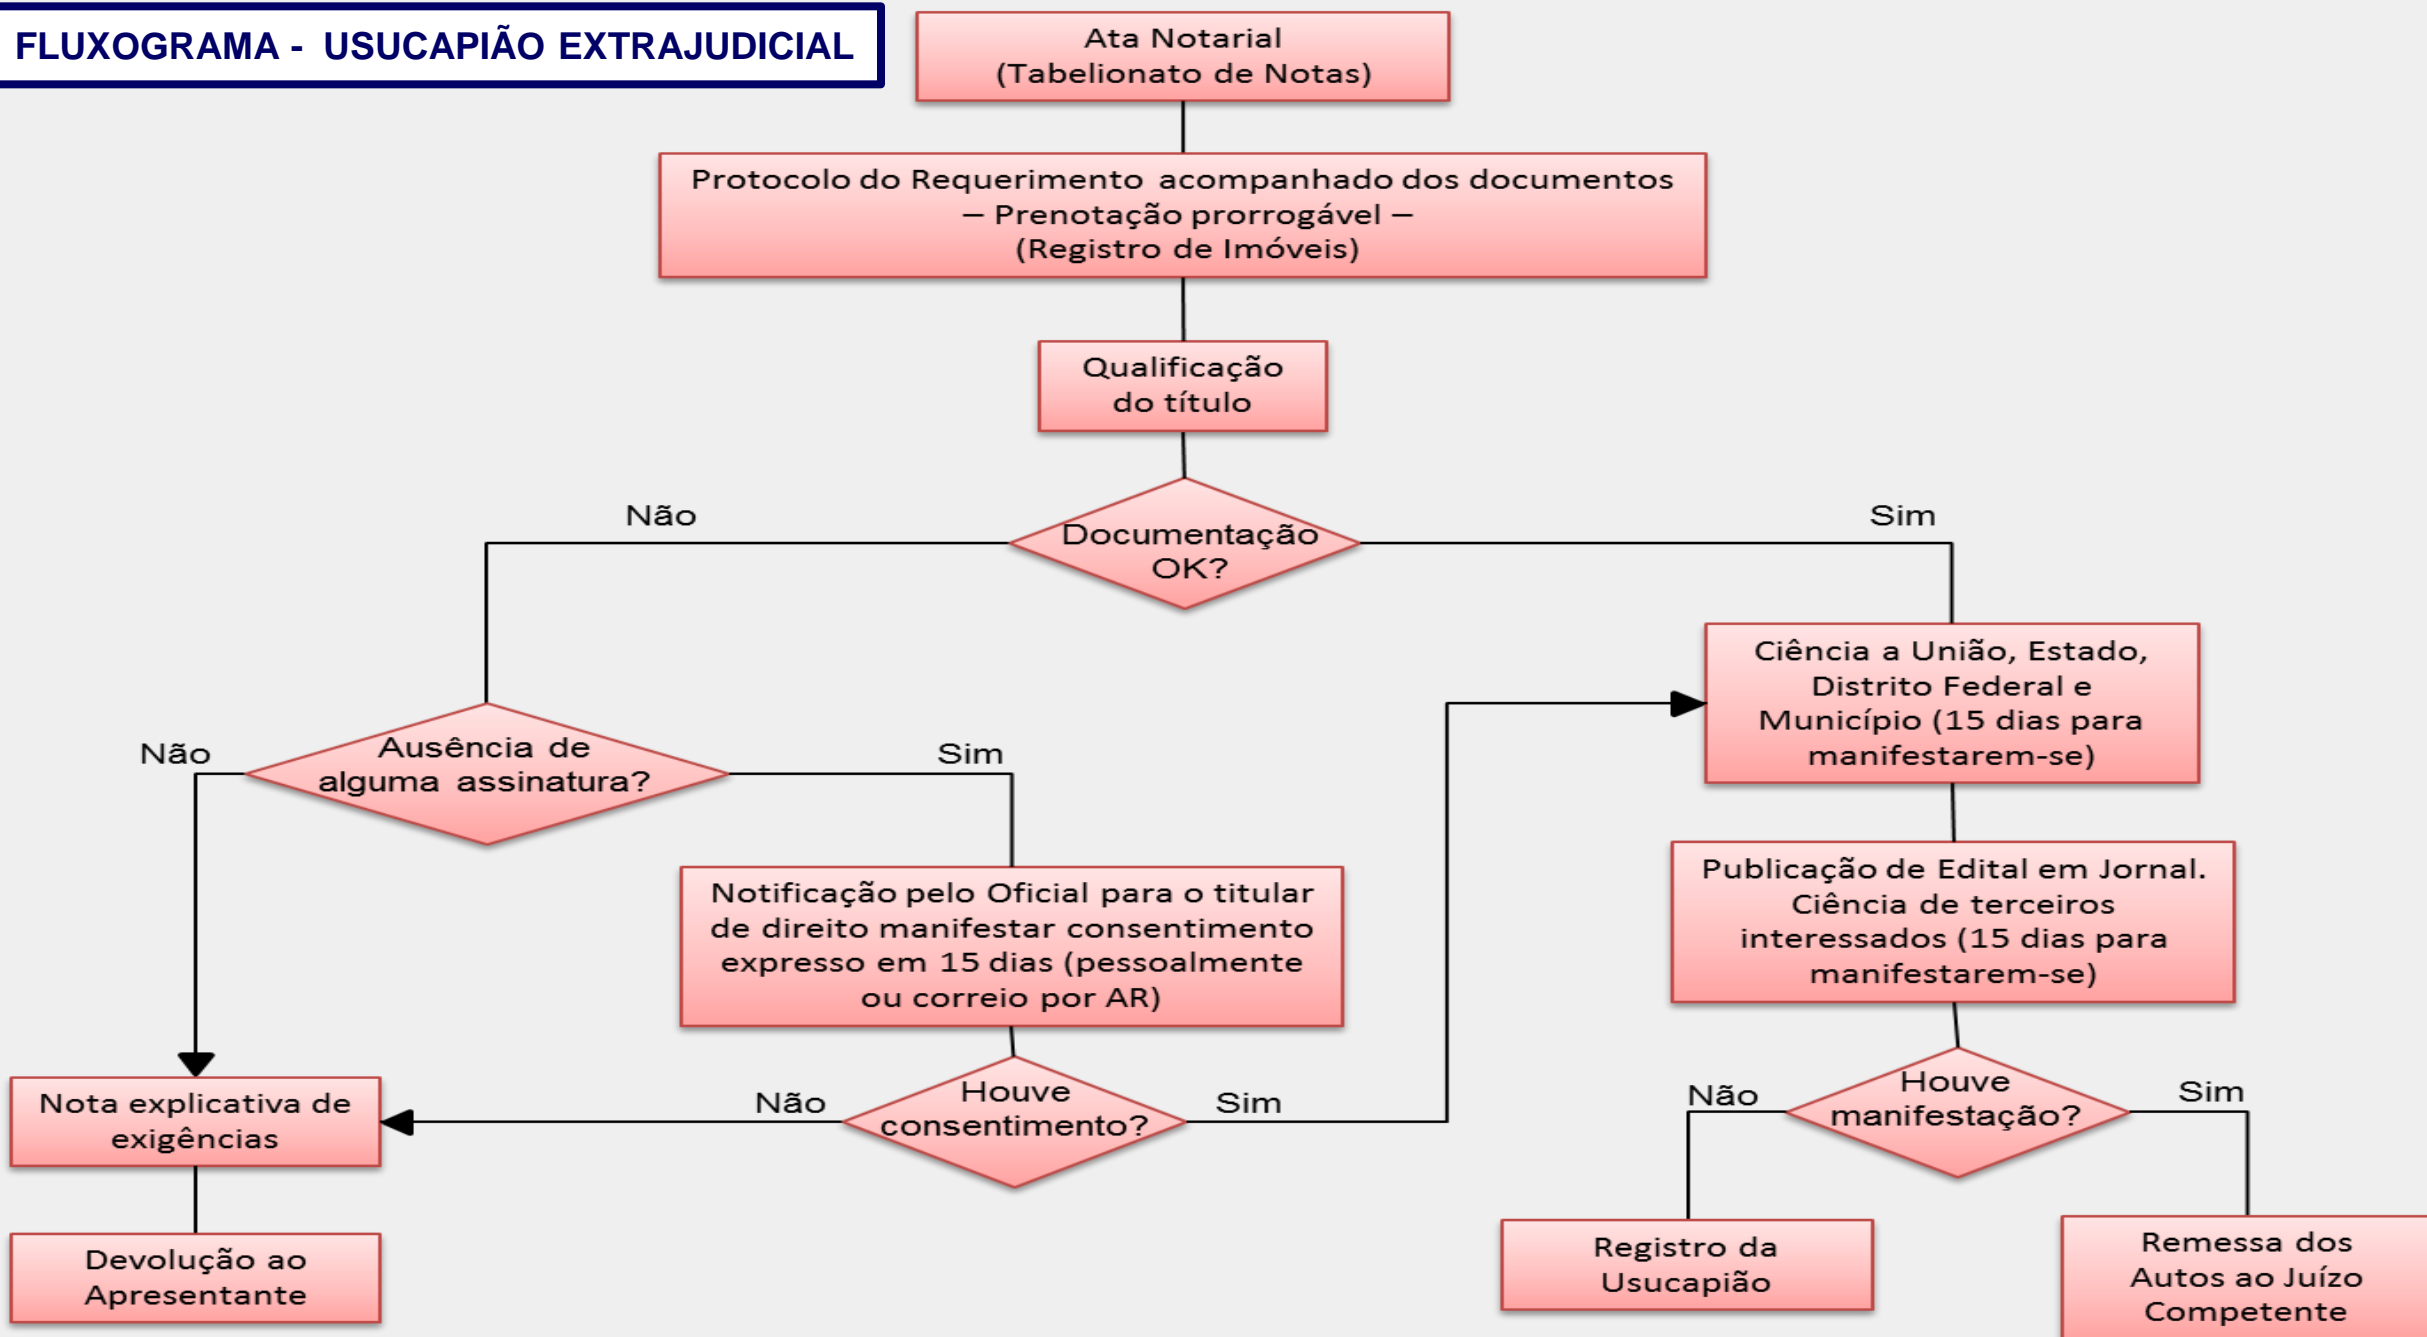 FLUXOGRAMA - USUCAPIÃO EXTRAJUDICIAL
Ata Notarial
(Tabelionato de Notas)
Protocolo do Requerimento acompanhado dos documentos
– Prenotação prorrogável –
(Registro de Imóveis)
Qualificação
do título
Documentação
OK?
Não
Sim
Ausência de
alguma assinatura?
Não
Sim
Ciência a União, Estado,
Distrito Federal e
Município (15 dias para
manifestarem-se)
Notificação pelo Oficial para o titular
de direito manifestar consentimento
expresso em 15 dias (pessoalmente
ou correio por AR)
Publicação de Edital em Jornal.
Ciência de terceiros
interessados (15 dias para
manifestarem-se)
Houve
consentimento?
Não
Sim
Houve
manifestação?
Não
Sim
Nota explicativa de
exigências
Devolução ao
Apresentante
Registro da
Usucapião
Remessa dos
Autos ao Juízo
Competente